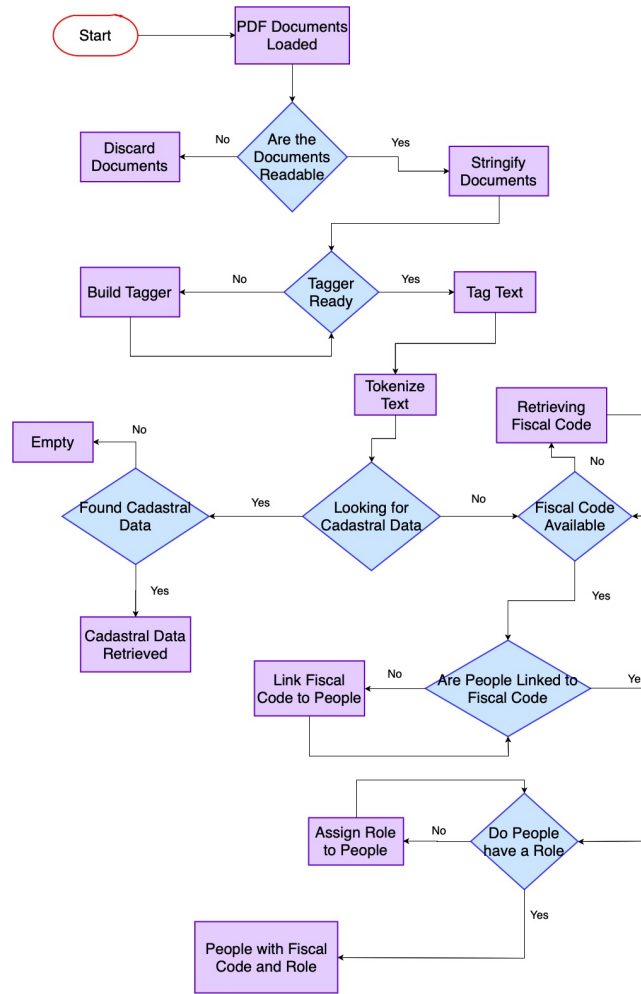 Start
PDF Documents
Loaded
Are the
Documents
Readable
No
Yes
Discard
Documents
Stringify
Documents
Tagger
Ready
No
Yes
Build Tagger
Tag Text
Tokenize
Text
Retrieving
Fiscal Code
Empty
No
No
Found Cadastral
Data
Yes
Looking for
Cadastral Data
No
Fiscal Code
Available
Yes
Yes
Cadastral Data
Retrieved
Link Fiscal
Code to People
No
Are People Linked to
Fiscal Code
Ye
Assign Role
to People
No
Do People
have a Role
Yes
People with Fiscal
Code and Role